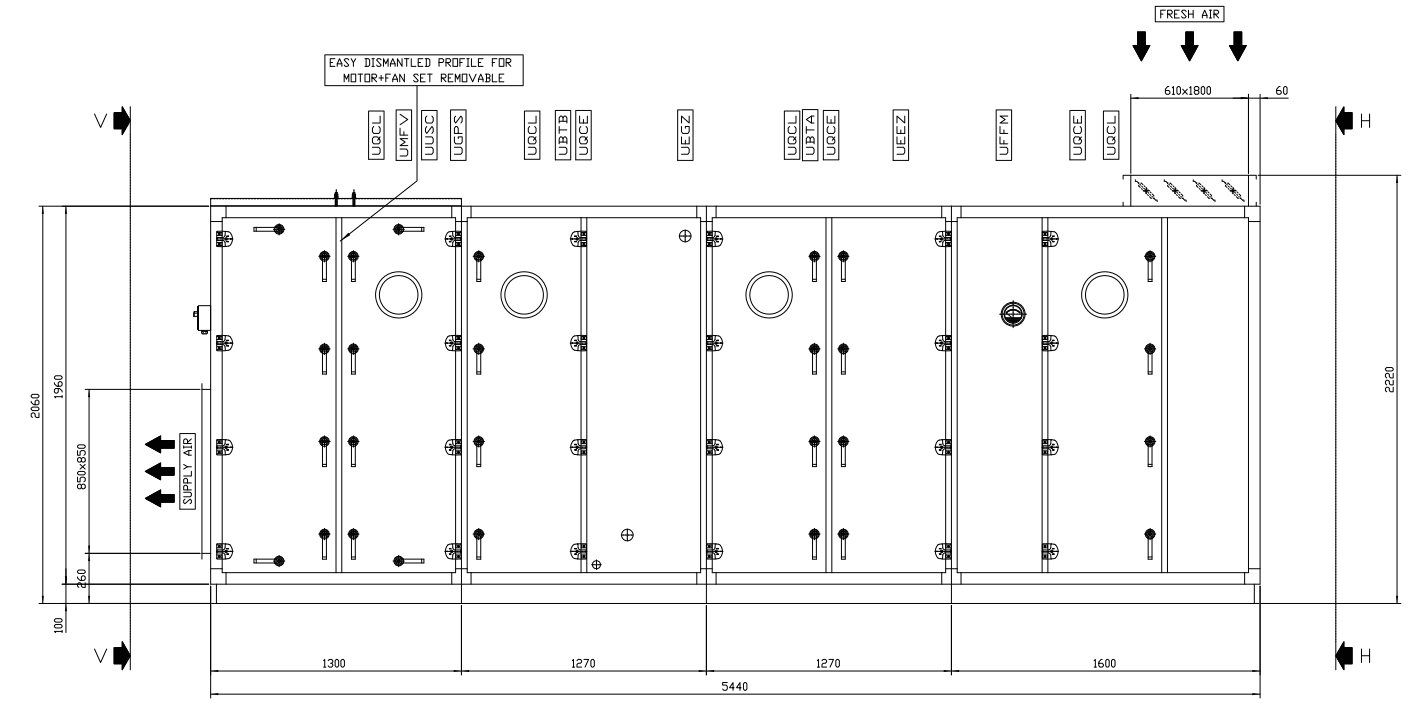 FRESH AIR
EASY DISMANTLED PROFILE FOR
MOTOR+FAN SET REMOVABLE
610x1800
60
V
UQCL
UMFV
UUSC
UGPS
UQCL
UBTB
UQCE
UEGZ
UQCL
UBTA
UQCE
UEEZ
UFFM
UQCE
UQCL
H
2060
1960
850x850
SUPPLY AIR
2220
260
100
V
H
1300
1270
1270
1600
5440